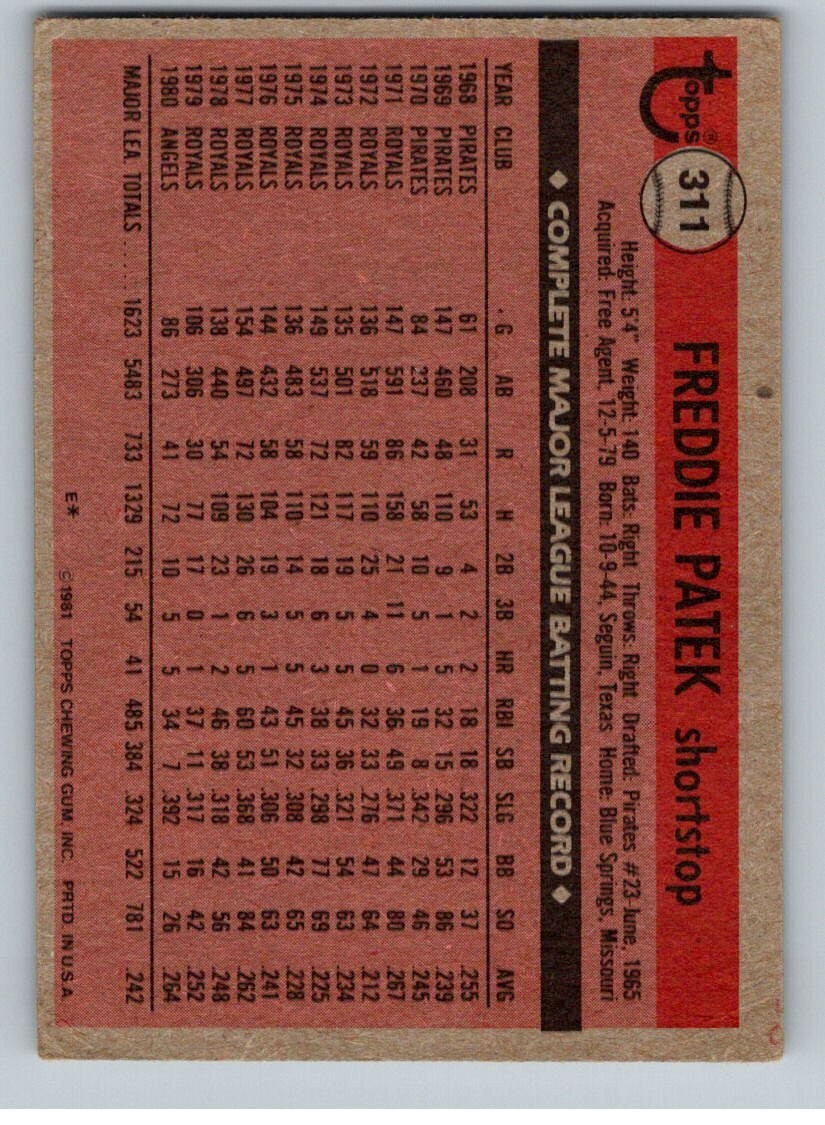 topps®
311
FREDDIE PATEK shortstop
Height: 5'4" Weight: 140 Bats: Right Throws: Right Drafted: Pirates #23-June, 1965
Acquired: Free Agent, 12-5-79 Born: 10-9-44, Seguin, Texas Home: Blue Springs, Missouri
◆ COMPLETE MAJOR LEAGUE BATTING RECORD ◆
YEAR CLUB G AB R H 2B 3B HR RBI SB SLG BB SO AVG
1968 PIRATES 61 208 31 53 4 2 2 18 18 .322 12 37 .255
1969 PIRATES 147 460 48 110 9 1 5 32 15 .296 53 86 .239
1970 PIRATES 84 237 42 58 10 5 1 19 8 .342 29 46 .245
1971 ROYALS 147 591 86 158 21 11 6 36 49 .371 44 80 .267
1972 ROYALS 136 518 59 110 25 4 0 32 33 .276 47 64 .212
1973 ROYALS 135 501 82 117 19 5 5 45 36 .321 54 63 .234
1974 ROYALS 149 537 72 121 18 6 3 38 33 .298 77 69 .225
1975 ROYALS 136 483 58 110 14 5 5 45 32 .308 42 65 .228
1976 ROYALS 144 432 58 104 19 3 1 43 51 .306 50 63 .241
1977 ROYALS 154 497 72 130 26 6 5 60 53 .368 41 84 .262
1978 ROYALS 138 440 54 109 23 1 2 46 38 .318 42 56 .248
1979 ROYALS 106 306 30 77 17 0 1 37 11 .317 16 42 .252
1980 ANGELS 86 273 41 72 10 5 5 34 7 .392 15 26 .264
MAJOR LEA. TOTALS ..... 1623 5483 733 1329 215 54 41 485 384 .324 522 781 .242
E* © 1981 TOPPS CHEWING GUM, INC. PRTD. IN U.S.A.